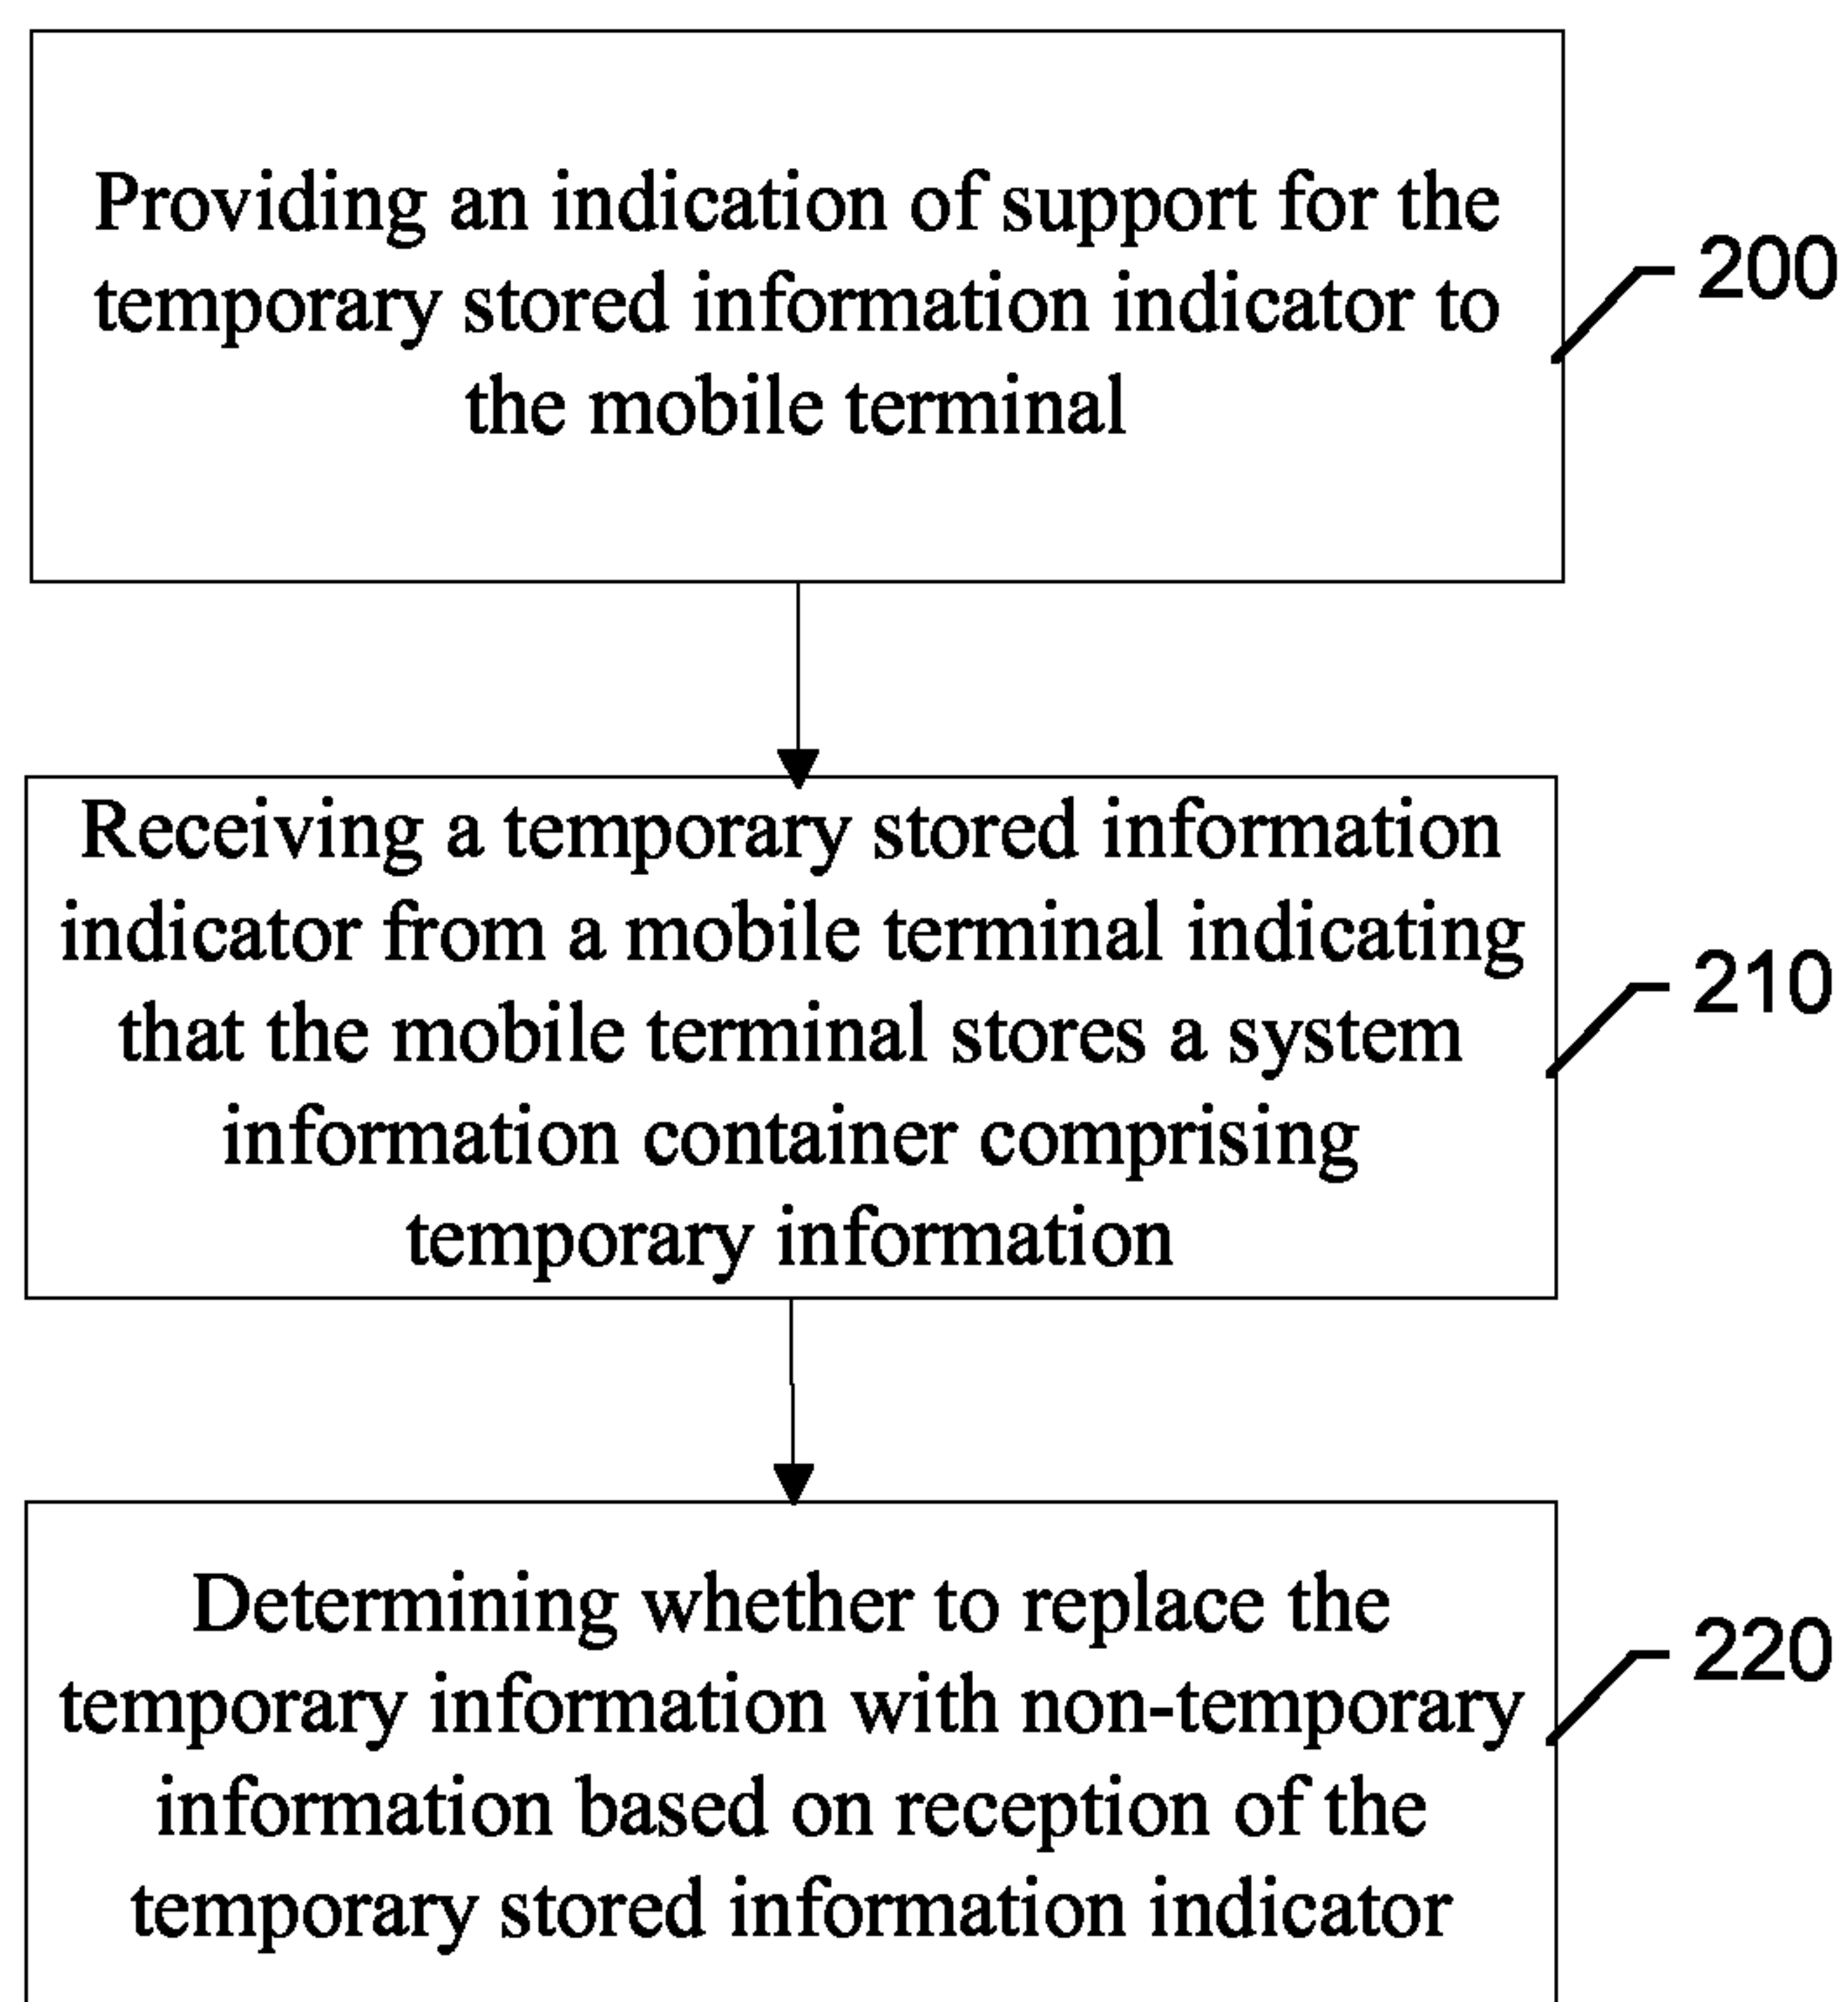 Providing an indication of support for the
temporary stored information indicator to
the mobile terminal
200
Receiving a temporary stored information
indicator from a mobile terminal indicating
that the mobile terminal stores a system
information container comprising
temporary information
210
Determining whether to replace the
temporary information with non-temporary
information based on reception of the
temporary stored information indicator
220